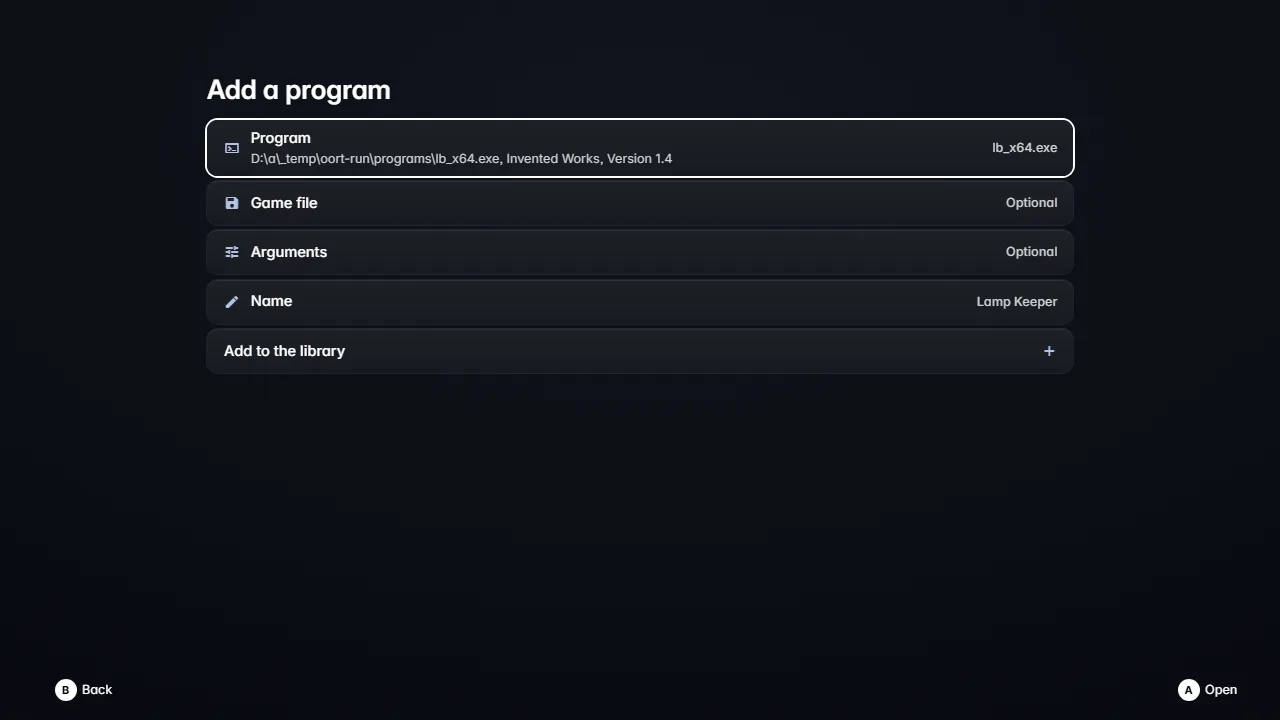 Add a program
Program
D:\a\_temp\oort-run\programs\lb_x64.exe, Invented Works, Version 1.4
lb_x64.exe
Game file
Optional
Arguments
Optional
Name
Lamp Keeper
Add to the library
+
B Back
A Open